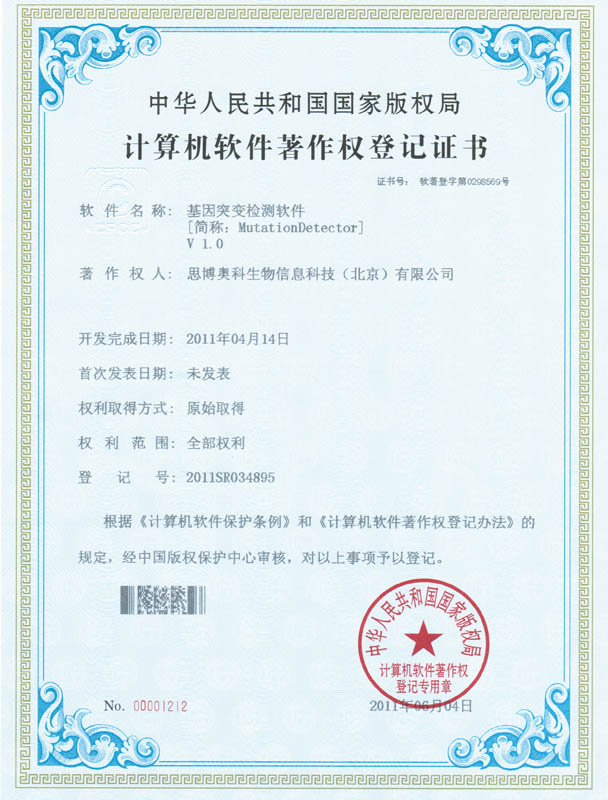 中华人民共和国国家版权局
计算机软件著作权登记证书
证书号: 软著登字第0298569号
软件名称: 基因突变检测软件
[简称：MutationDetector]
V 1.0
著作权人: 思博奥科生物信息科技（北京）有限公司
开发完成日期: 2011年04月14日
首次发表日期: 未发表
权利取得方式: 原始取得
权利范围: 全部权利
登记号: 2011SR034895
根据《计算机软件保护条例》和《计算机软件著作权登记办法》的
规定，经中国版权保护中心审核，对以上事项予以登记。
中华人民共和国国家版权局
计算机软件著作权
登记专用章
No. 00001212
2011年06月04日